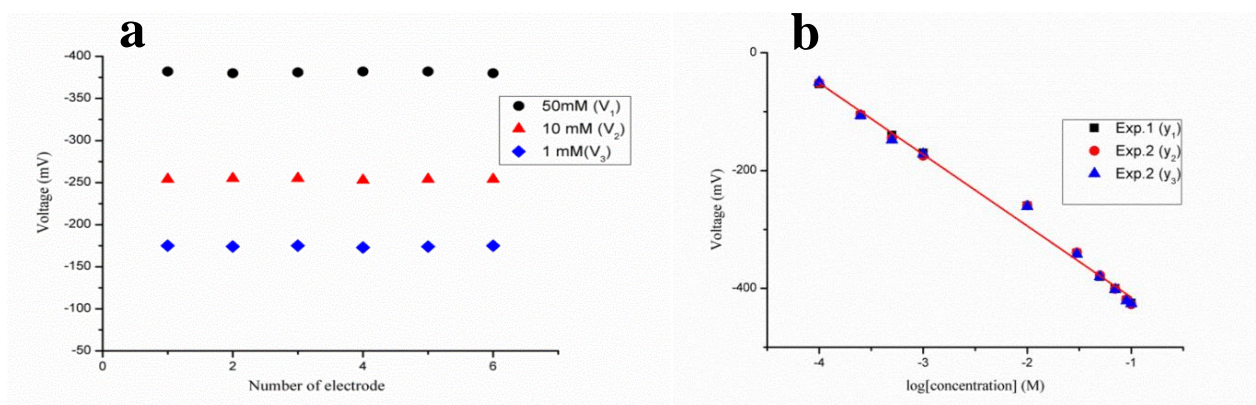 a
-400
-350
-300
-250
-200
-150
-100
-50
0
2
4
6
Voltage (mV)
Number of electrode
50mM (V1)
10 mM (V2)
1 mM(V3)
b
0
-200
-400
-4
-3
-2
-1
Voltage (mV)
log[concentration] (M)
Exp.1 (y1)
Exp.2 (y2)
Exp.2 (y3)